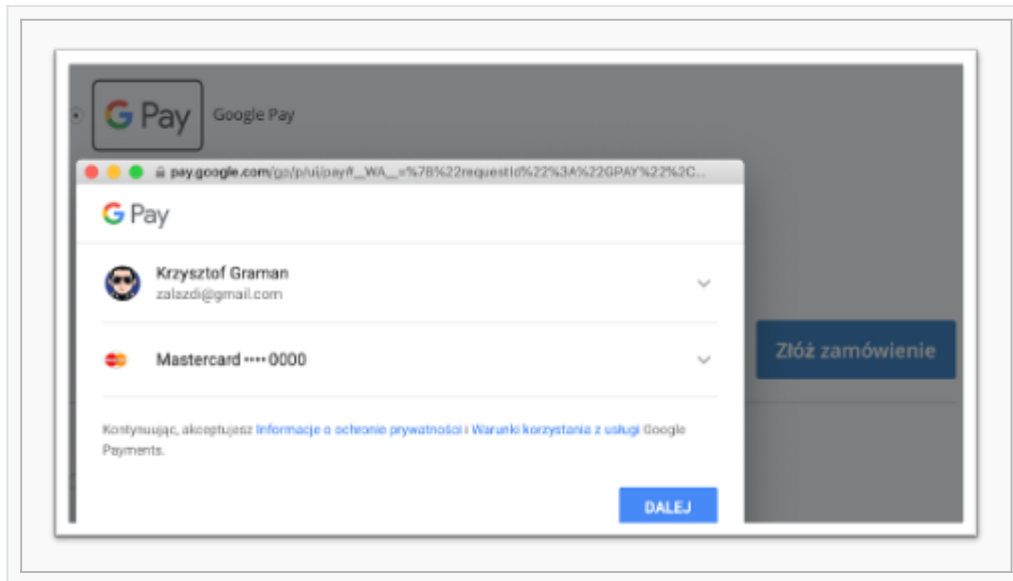 G Pay Google Pay
pay.google.com/gp/p/ui/pay#__WA__=%7B%22requestId%22%3A%22GPAY%22%2C...
G Pay
Krzysztof Graman
zalazdi@gmail.com
Mastercard •••• 0000
Złóż zamówienie
Kontynuując, akceptujesz Informacje o ochronie prywatności i Warunki korzystania z usługi Google
Payments.
DALEJ